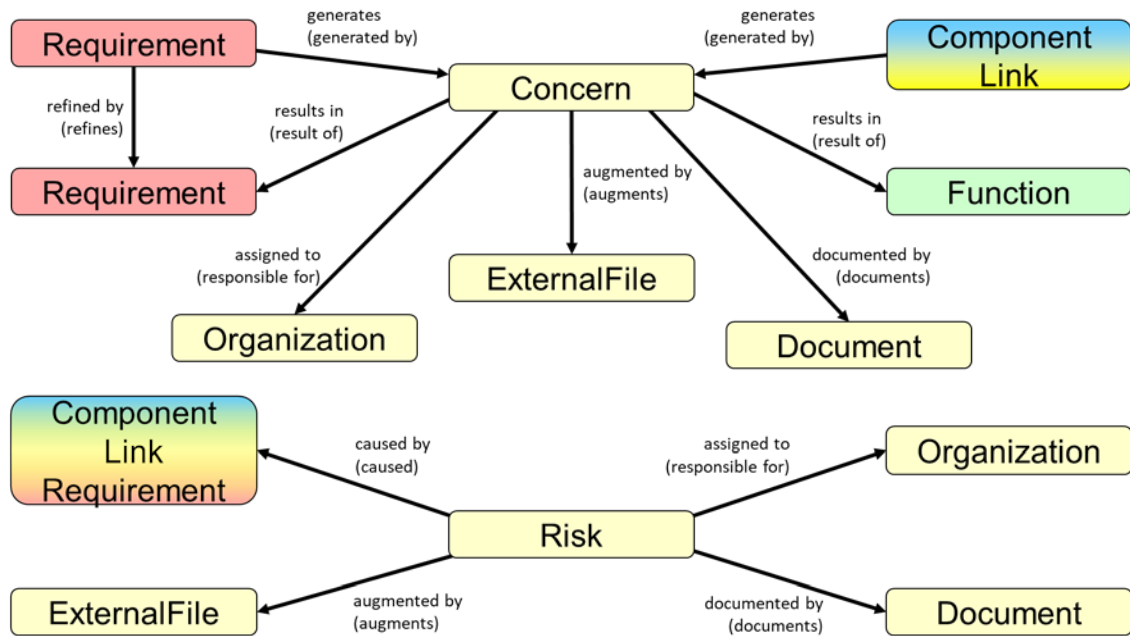 generates
(generated by)
generates
(generated by)
Requirement
Component
Link
Concern
refined by
(refines)
results in
(result of)
results in
(result of)
augmented by
(augments)
Requirement
Function
assigned to
(responsible for)
documented by
(documents)
ExternalFile
Organization
Document
Component
Link
Requirement
caused by
(caused)
assigned to
(responsible for)
Organization
Risk
ExternalFile
augmented by
(augments)
documented by
(documents)
Document